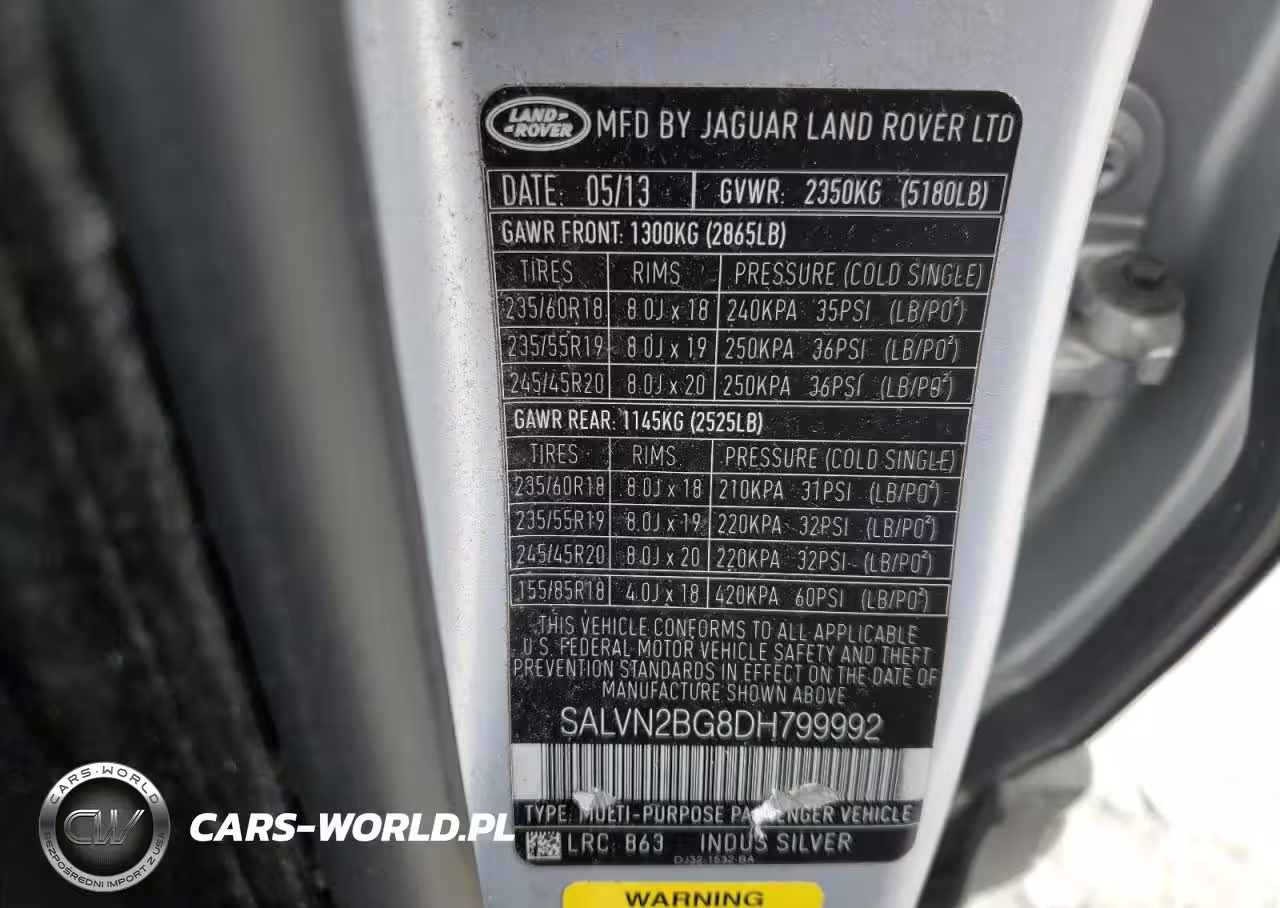 LAND-
-ROVER
MFD BY JAGUAR LAND ROVER LTD
DATE: 05/13 GVWR: 2350KG (5180LB)
GAWR FRONT: 1300KG (2865LB)
TIRES RIMS PRESSURE (COLD SINGLE)
235/60R18 8.0J x 18 240KPA 35PSI (LB/PO²)
235/55R19 8.0J x 19 250KPA 36PSI (LB/PO²)
245/45R20 8.0J x 20 250KPA 36PSI (LB/PO²)
GAWR REAR: 1145KG (2525LB)
TIRES RIMS PRESSURE (COLD SINGLE)
235/60R18 8.0J x 18 210KPA 31PSI (LB/PO²)
235/55R19 8.0J x 19 220KPA 32PSI (LB/PO²)
245/45R20 8.0J x 20 220KPA 32PSI (LB/PO²)
155/85R18 4.0J x 18 420KPA 60PSI (LB/PO²)
THIS VEHICLE CONFORMS TO ALL APPLICABLE
U.S. FEDERAL MOTOR VEHICLE SAFETY AND THEFT
PREVENTION STANDARDS IN EFFECT ON THE DATE OF
MANUFACTURE SHOWN ABOVE
SALVN2BG8DH799992
TYPE: MULTI-PURPOSE PASSENGER VEHICLE
LRC: 863 INDUS SILVER
DJ32-1532-BA
WARNING
CARS-WORLD
CW
BEZPOŚREDNI IMPORT Z USA
CARS-WORLD.PL